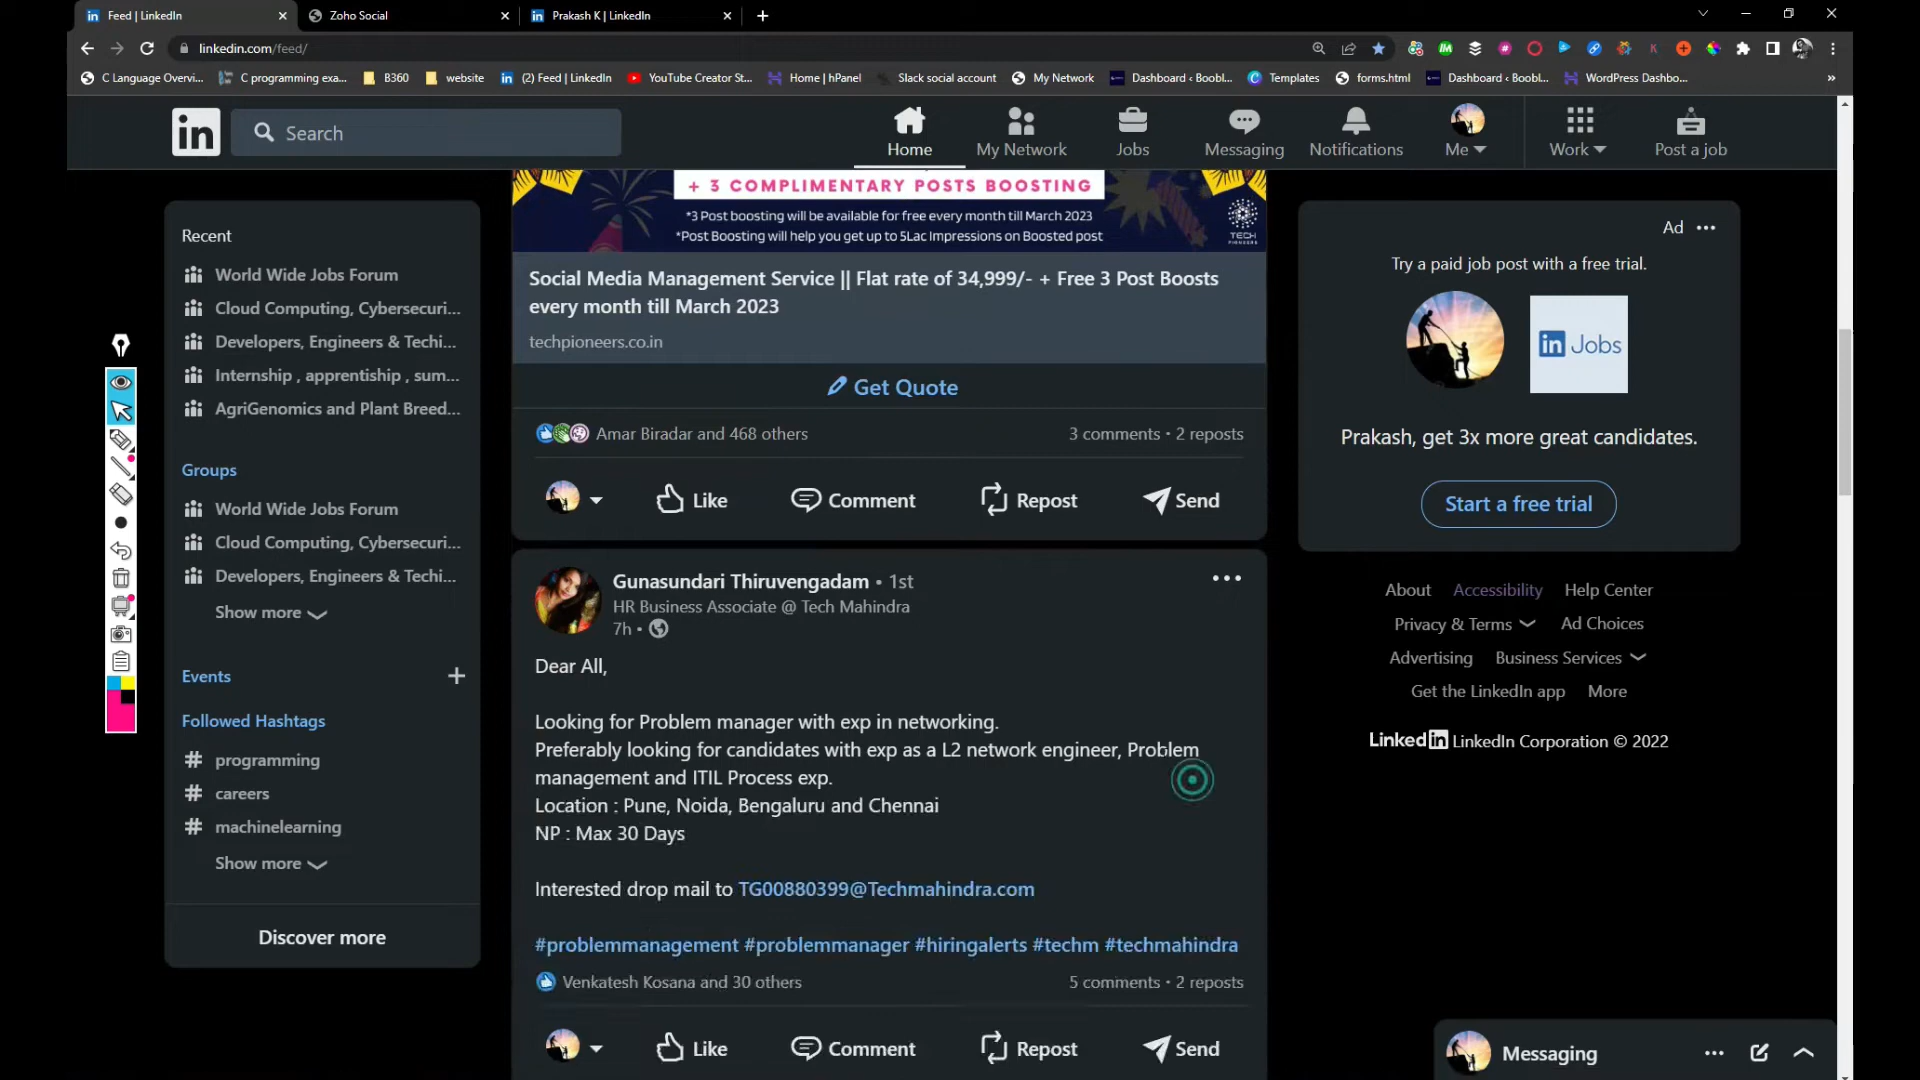 Feed | LinkedIn
Zoho Social
Prakash K | LinkedIn
linkedin.com/feed/
C Language Overvi...
C programming exa...
B360
website
(2) Feed | LinkedIn
YouTube Creator St...
Home | hPanel
Slack social account
My Network
Dashboard ‹ Boobl...
Templates
forms.html
Dashboard ‹ Boobl...
WordPress Dashbo...
in
Search
Home
My Network
Jobs
Messaging
Notifications
Me
Work
Post a job
Recent
World Wide Jobs Forum
Cloud Computing, Cybersecuri...
Developers, Engineers & Techi...
Internship , apprentiship , sum...
AgriGenomics and Plant Breed...
Groups
World Wide Jobs Forum
Cloud Computing, Cybersecuri...
Developers, Engineers & Techi...
Show more
Events
Followed Hashtags
# programming
# careers
# machinelearning
Show more
Discover more
+ 3 COMPLIMENTARY POSTS BOOSTING
*3 Post boosting will be available for free every month till March 2023
*Post Boosting will help you get up to 5Lac Impressions on Boosted post
TECH
PIONEERS
Social Media Management Service || Flat rate of 34,999/- + Free 3 Post Boosts
every month till March 2023
techpioneers.co.in
Get Quote
Amar Biradar and 468 others
3 comments • 2 reposts
Like
Comment
Repost
Send
Gunasundari Thiruvengadam • 1st
HR Business Associate @ Tech Mahindra
7h •
Dear All,
Looking for Problem manager with exp in networking.
Preferably looking for candidates with exp as a L2 network engineer, Problem
management and ITIL Process exp.
Location : Pune, Noida, Bengaluru and Chennai
NP : Max 30 Days
Interested drop mail to TG00880399@Techmahindra.com
#problemmanagement #problemmanager #hiringalerts #techm #techmahindra
Venkatesh Kosana and 30 others
5 comments • 2 reposts
Like
Comment
Repost
Send
Ad
Try a paid job post with a free trial.
in Jobs
Prakash, get 3x more great candidates.
Start a free trial
About
Accessibility
Help Center
Privacy & Terms
Ad Choices
Advertising
Business Services
Get the LinkedIn app
More
LinkedIn LinkedIn Corporation © 2022
Messaging